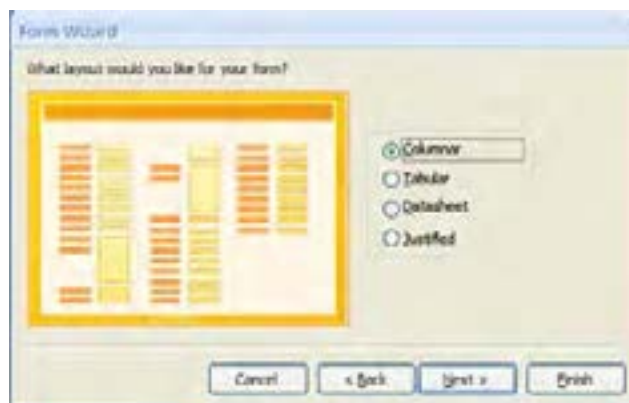 Form Wizard
What layout would you like for your form?
Columnar
Tabular
Datasheet
Justified
Cancel
< Back
Next >
Finish